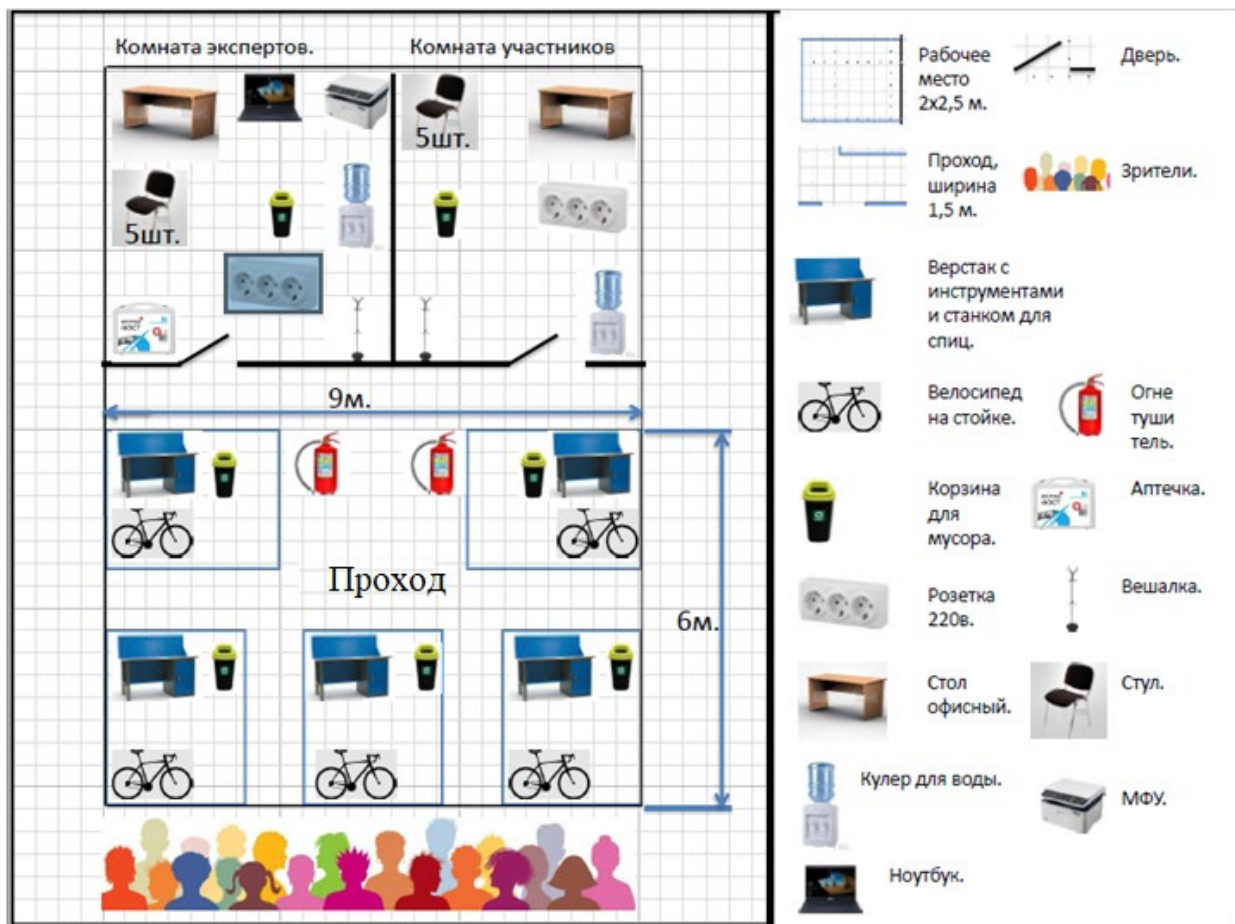 Комната экспертов.
Комната участников
5шт.
5шт.
9м.
Проход
6м.
Рабочее
место
2x2,5 м.
Дверь.
Проход,
ширина
1,5 м.
Зрители.
Верстак с
инструментами
и станком для
спиц.
Велосипед
на стойке.
Огне
туши
тель.
Корзина
для
мусора.
Аптечка.
Розетка
220в.
Вешалка.
Стол
офисный.
Стул.
Кулер для воды.
МФУ.
Ноутбук.